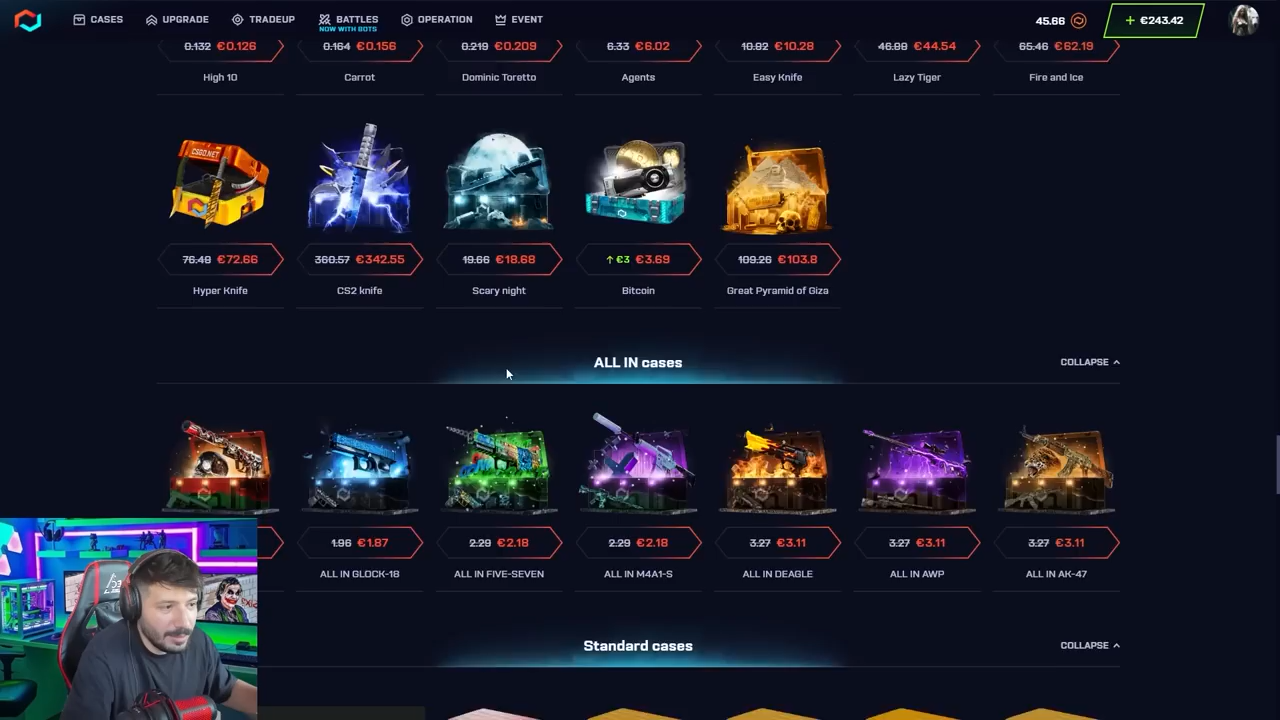 CASES UPGRADE TRADEUP BATTLES OPERATION EVENT
NOW WITH BOTS
45.66 + €243.42
0.132 €0.126 0.164 €0.156 0.219 €0.209 6.33 €6.02 10.82 €10.28 46.88 €44.54 65.46 €62.19
High 10 Carrot Dominic Toretto Agents Easy Knife Lazy Tiger Fire and Ice
CSGO.NET
76.48 €72.66 360.57 €342.55 19.66 €18.68 ↑ €3 €3.69 109.26 €103.8
Hyper Knife CS2 knife Scary night Bitcoin Great Pyramid of Giza
ALL IN cases COLLAPSE
1.96 €1.87 2.29 €2.18 2.29 €2.18 3.27 €3.11 3.27 €3.11 3.27 €3.11
ALL IN GLOCK-18 ALL IN FIVE-SEVEN ALL IN M4A1-S ALL IN DEAGLE ALL IN AWP ALL IN AK-47
Standard cases COLLAPSE